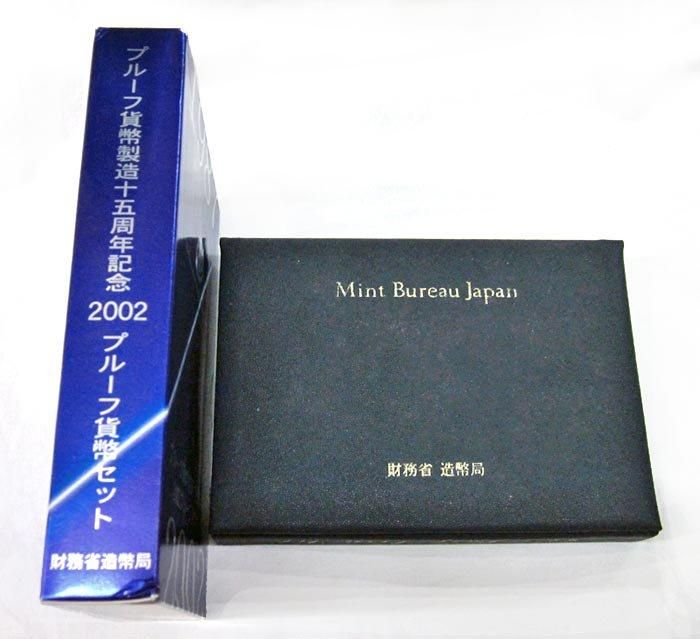 プルーフ貨幣製造十五周年記念
2002 プルーフ貨幣セット
財務省造幣局
Mint Bureau Japan
財務省 造幣局